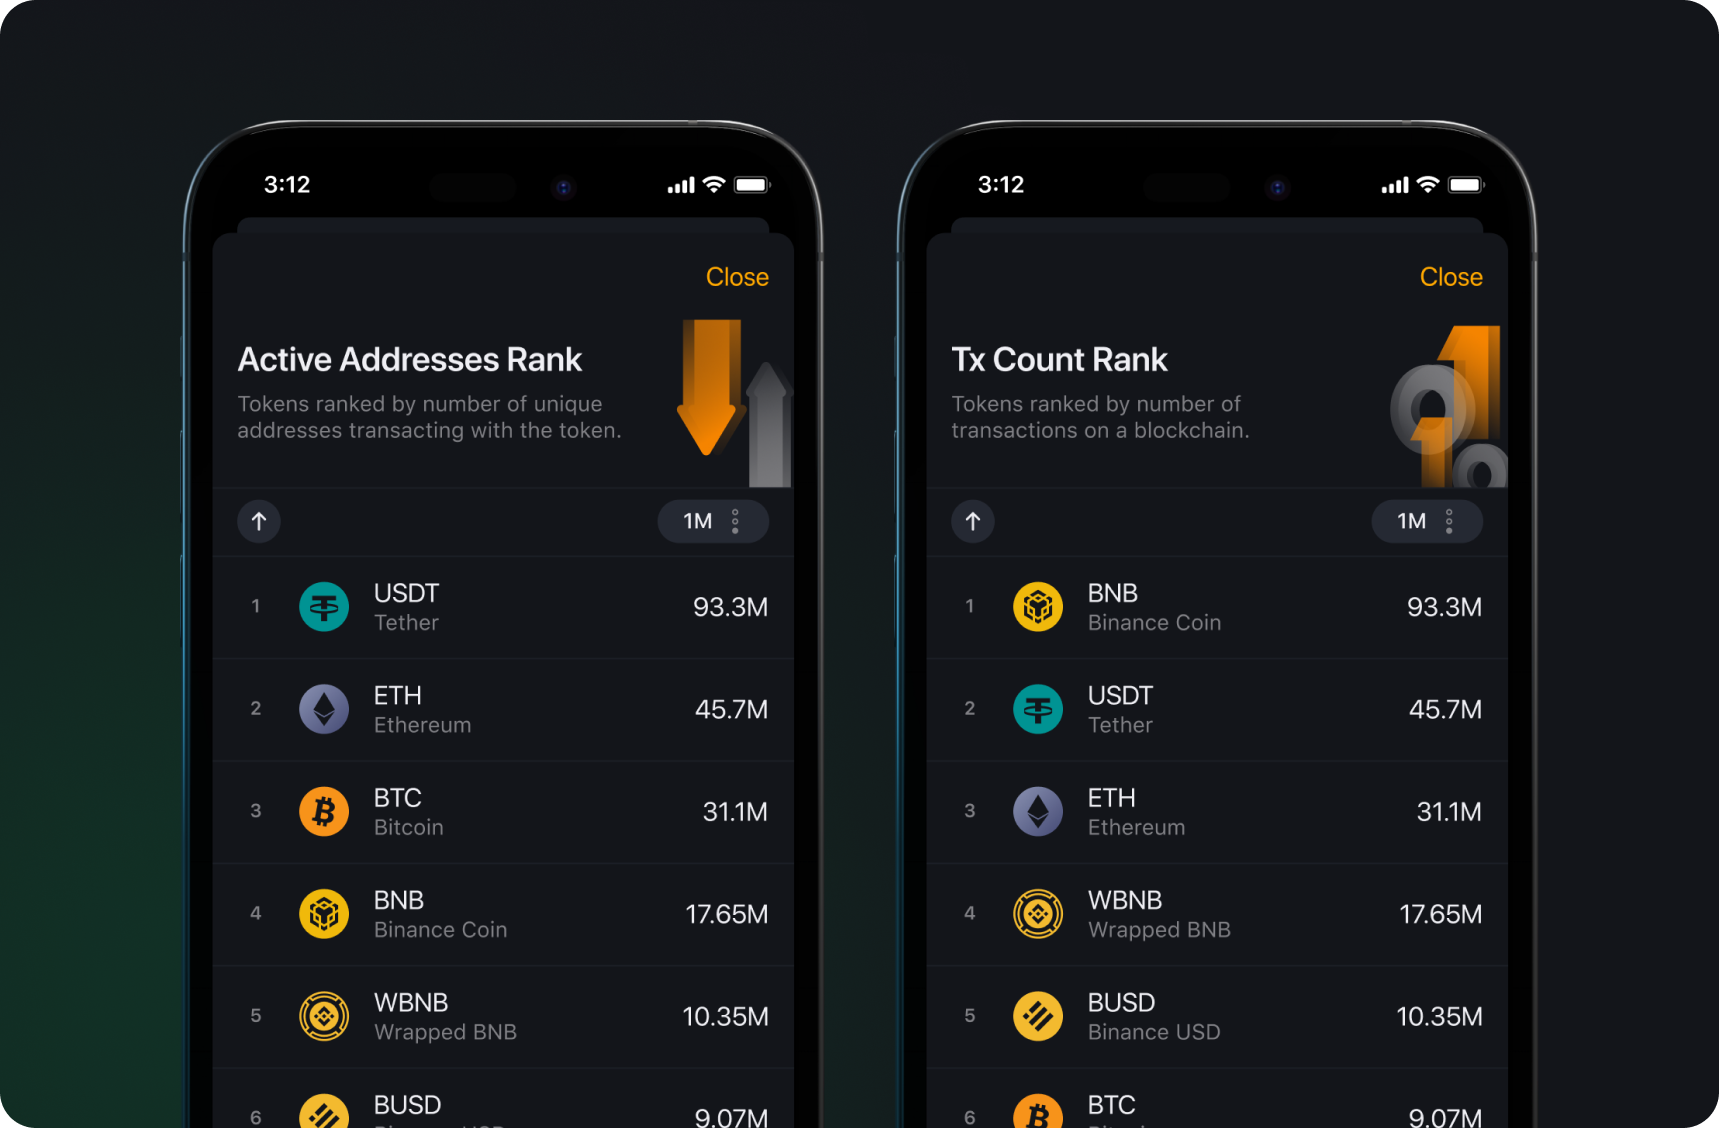 3:12
Close
Active Addresses Rank
Tokens ranked by number of unique
addresses transacting with the token.
1M
1
USDT
Tether
93.3M
2
ETH
Ethereum
45.7M
3
BTC
Bitcoin
31.1M
4
BNB
Binance Coin
17.65M
5
WBNB
Wrapped BNB
10.35M
6
BUSD
9.07M
3:12
Close
Tx Count Rank
Tokens ranked by number of
transactions on a blockchain.
1M
1
BNB
Binance Coin
93.3M
2
USDT
Tether
45.7M
3
ETH
Ethereum
31.1M
4
WBNB
Wrapped BNB
17.65M
5
BUSD
Binance USD
10.35M
6
BTC
9.07M